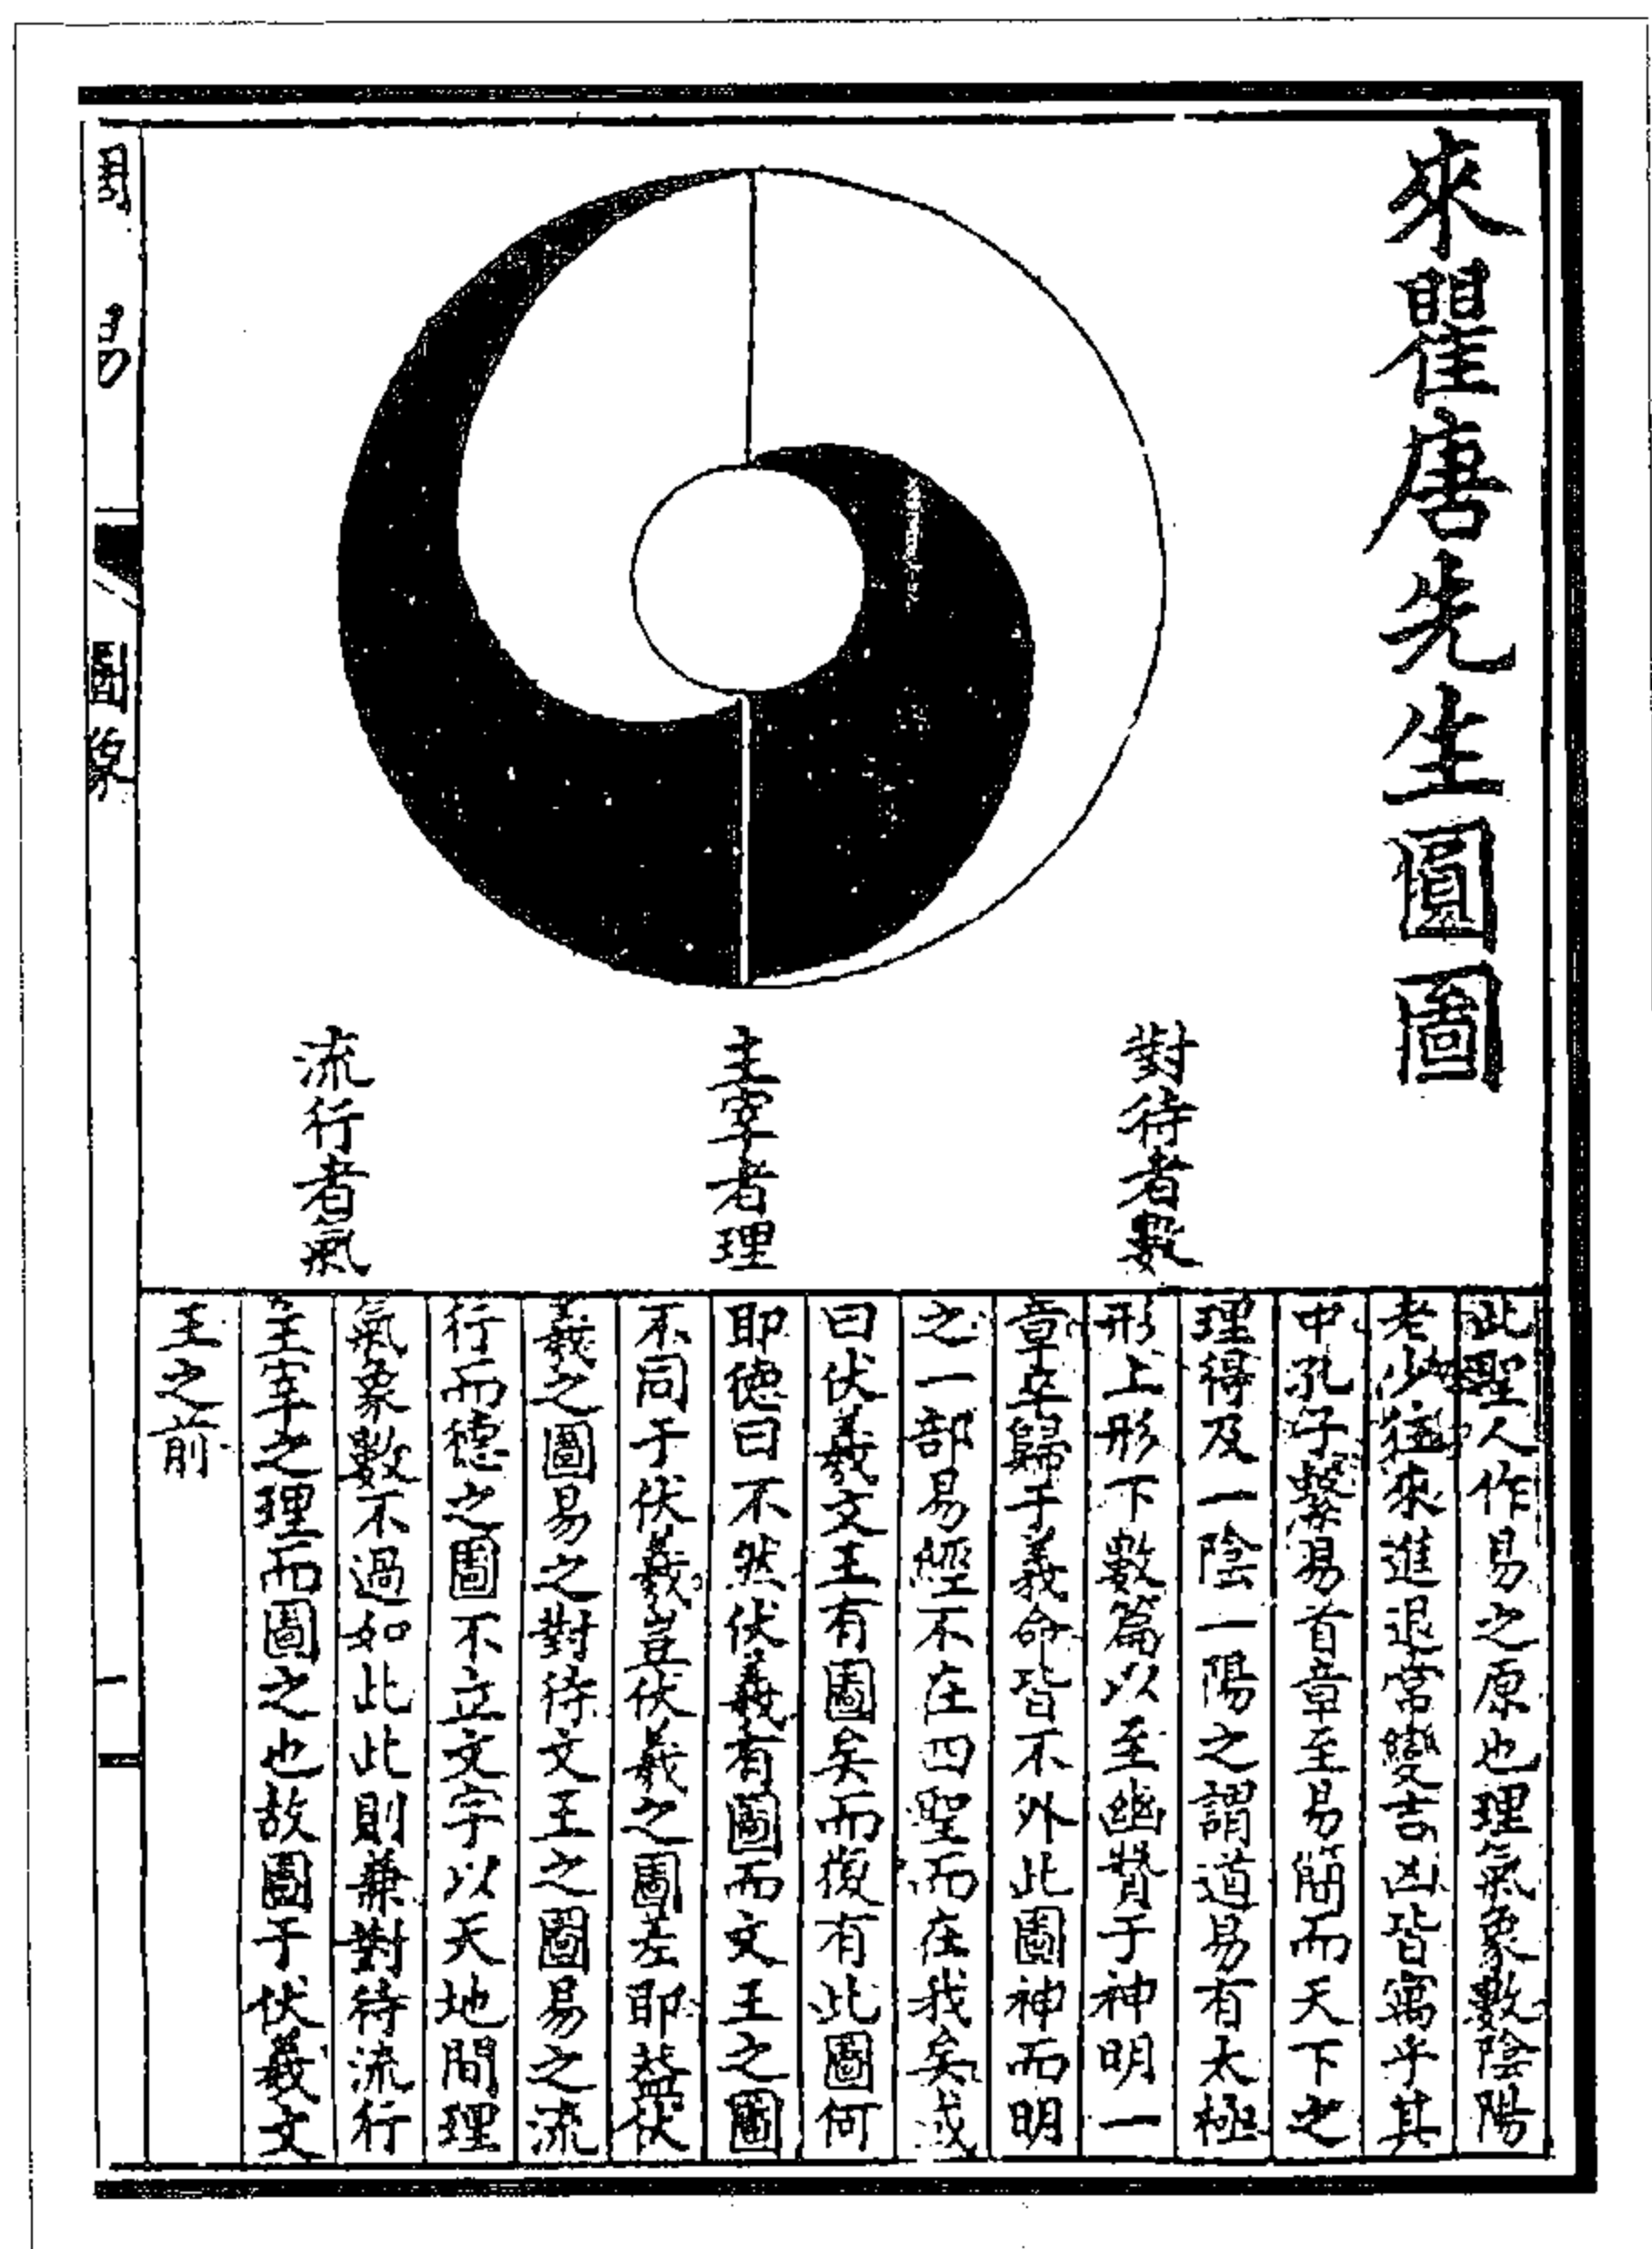 來瞿唐先生圓圖
對待者數
主宰者理
流行者氣
此聖人作易之原也理氣象數陰陽
老少往來進退常變吉凶皆寓乎其
中孔子繫易首章至易簡而天下之
理得及一陰一陽之謂道易有太極
形上形下數篇以至幽贊于神明一
章卒歸于義命皆不外此圖神而明
之一部易經不在四聖而在我矣或
曰伏羲文王有圖矣而復有此圖何
耶德曰不然伏羲有圖而文王之圖
不同于伏羲豈伏羲之圖差耶蓋伏
羲之圖易之對待文王之圖易之流
行而德之圖不立文字以天地間理
氣象數不過如此此則兼對待流行
主宰之理而圖之也故圖于伏羲文
王之前
周易
圖像
一